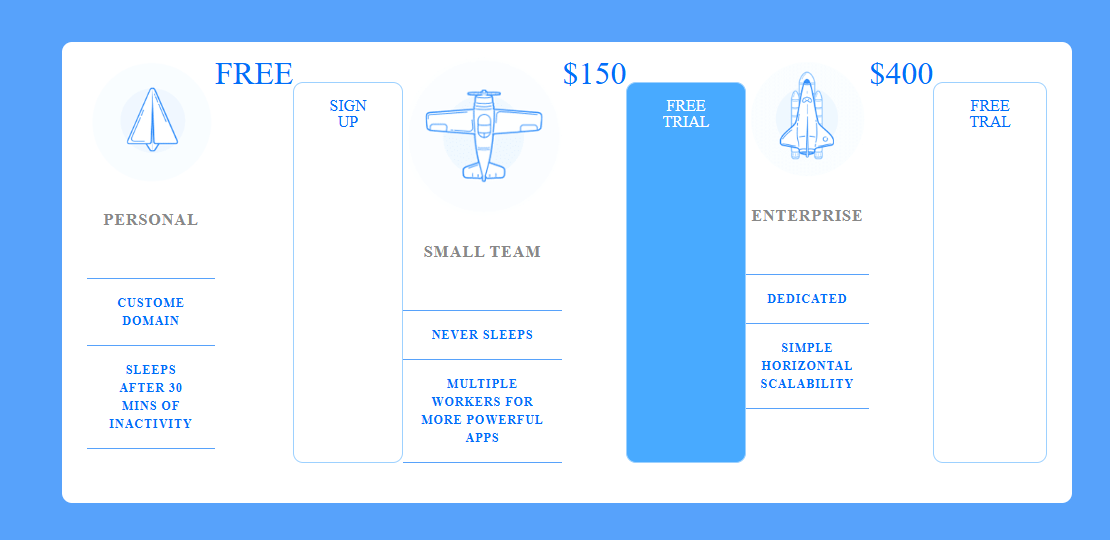 FREE
SIGN
UP
PERSONAL
CUSTOME
DOMAIN
SLEEPS
AFTER 30
MINS OF
INACTIVITY
$150
FREE
TRIAL
SMALL TEAM
NEVER SLEEPS
MULTIPLE
WORKERS FOR
MORE POWERFUL
APPS
$400
FREE
TRAL
ENTERPRISE
DEDICATED
SIMPLE
HORIZONTAL
SCALABILITY